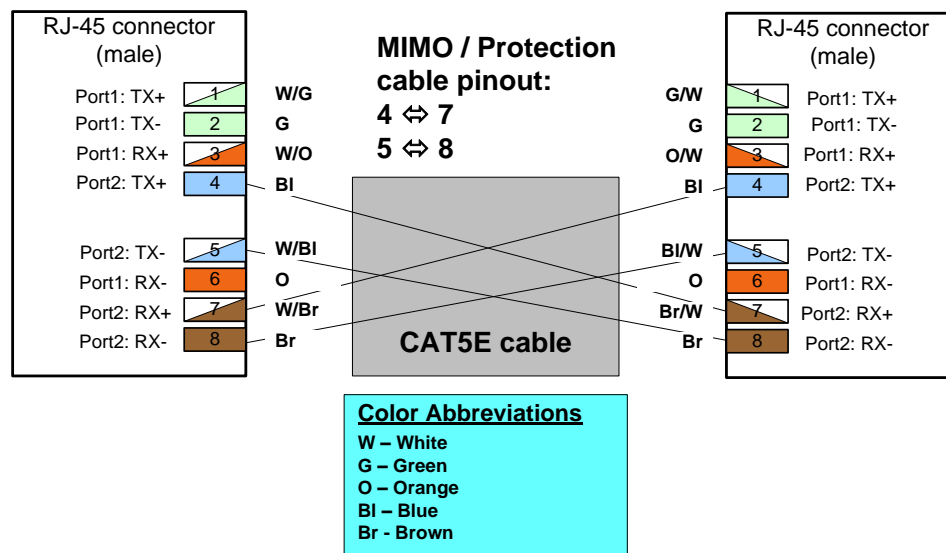 RJ-45 connector
(male)
Port1: TX+ 1 W/G
Port1: TX- 2 G
Port1: RX+ 3 W/O
Port2: TX+ 4 Bl
Port2: TX- 5 W/Bl
Port1: RX- 6 O
Port2: RX+ 7 W/Br
Port2: RX- 8 Br
MIMO / Protection
cable pinout:
4 ⇔ 7
5 ⇔ 8
CAT5E cable
RJ-45 connector
(male)
G/W 1 Port1: TX+
G 2 Port1: TX-
O/W 3 Port1: RX+
Bl 4 Port2: TX+
Bl/W 5 Port2: TX-
O 6 Port1: RX-
Br/W 7 Port2: RX+
Br 8 Port2: RX-
Color Abbreviations
W – White
G – Green
O – Orange
Bl – Blue
Br - Brown